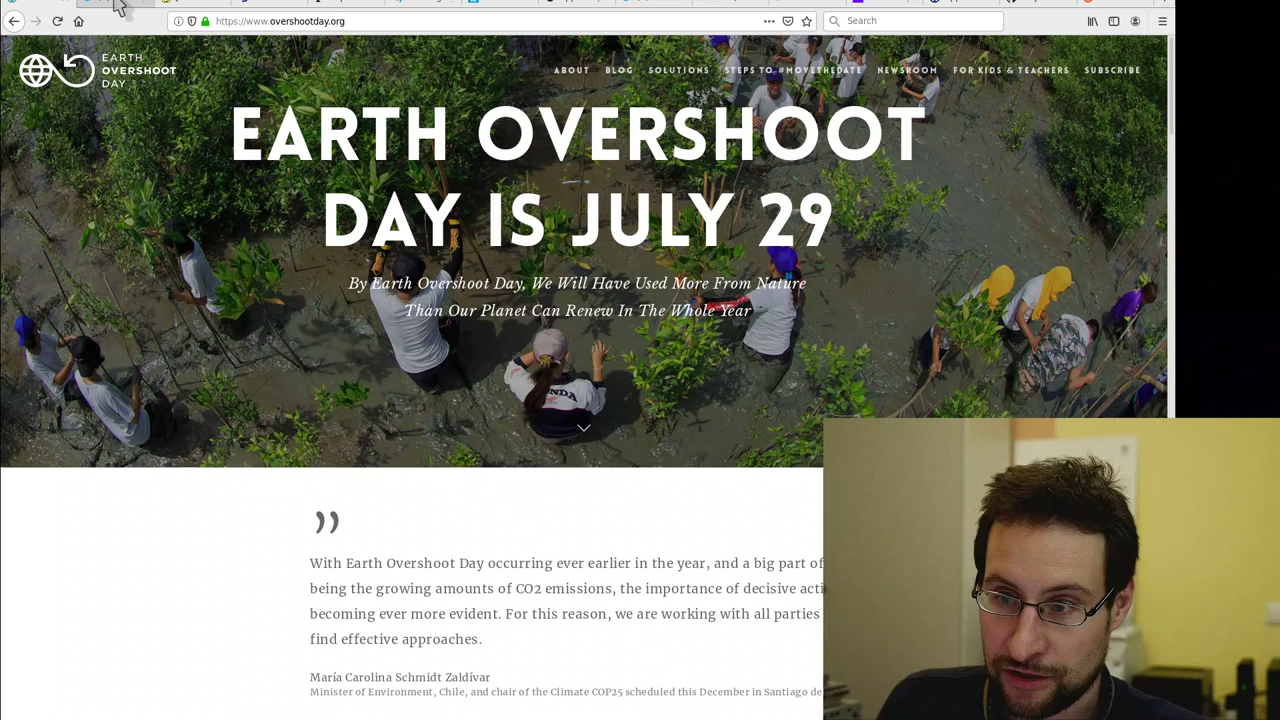 https://www.overshootday.org
Search
EARTH
OVERSHOOT
DAY
ABOUT BLOG SOLUTIONS STEPS TO #MOVETHEDATE NEWSROOM FOR KIDS & TEACHERS SUBSCRIBE
EARTH OVERSHOOT
DAY IS JULY 29
By Earth Overshoot Day, We Will Have Used More From Nature
Than Our Planet Can Renew In The Whole Year
”
With Earth Overshoot Day occurring ever earlier in the year, and a big part of
being the growing amounts of CO2 emissions, the importance of decisive acti
becoming ever more evident. For this reason, we are working with all parties
find effective approaches.
María Carolina Schmidt Zaldívar
Minister of Environment, Chile, and chair of the Climate COP25 scheduled this December in Santiago de